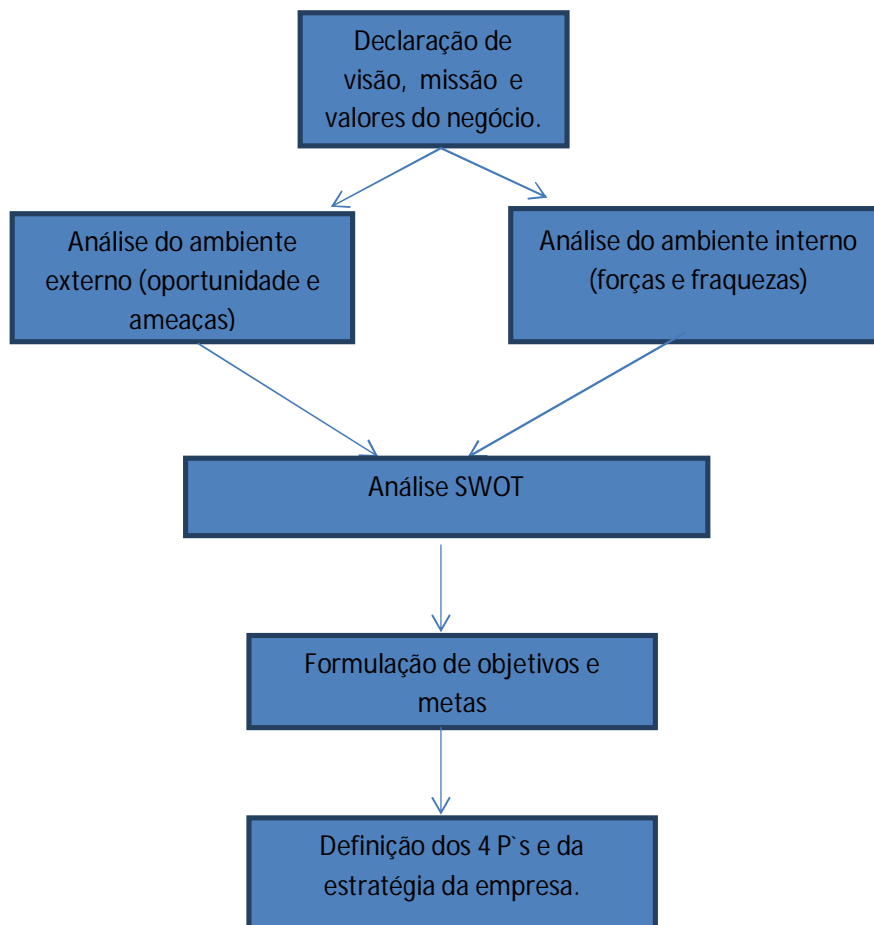 Declaração de
visão, missão e
valores do negócio.
Análise do ambiente
externo (oportunidade e
ameaças)
Análise do ambiente interno
(forças e fraquezas)
Análise SWOT
Formulação de objetivos e
metas
Definição dos 4 P`s e da
estratégia da empresa.